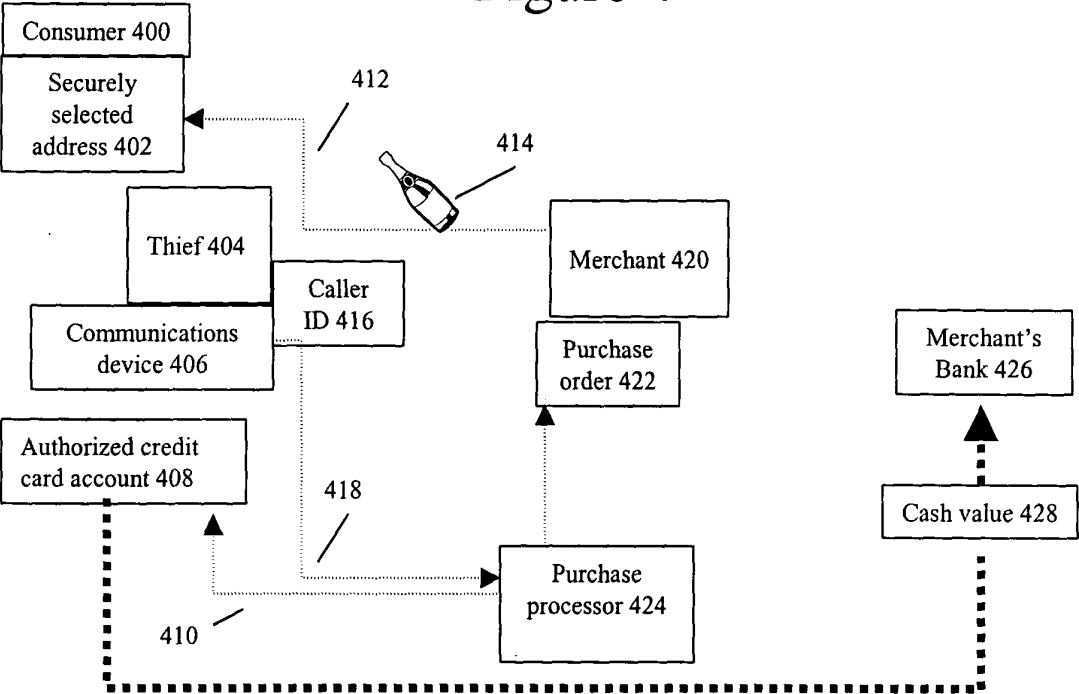 Figure
Consumer 400
Securely
selected
address 402
412
414
Thief 404
Merchant 420
Caller
ID 416
Communications
device 406
Purchase
order 422
Merchant's
Bank 426
Authorized credit
card account 408
418
Cash value 428
Purchase
processor 424
410